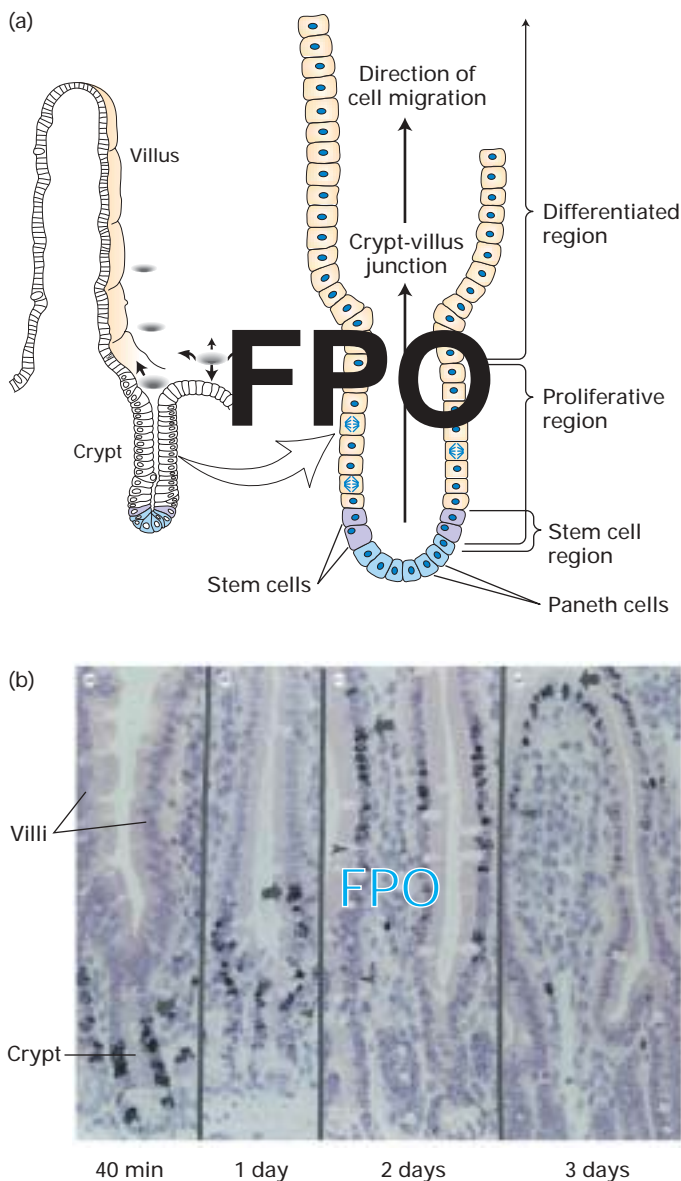 (a)
Direction of
cell migration
Villus
Differentiated
region
Crypt-villus
junction
FPO
Proliferative
region
Crypt
Stem cell
region
Stem cells
Paneth cells
(b)
Villi
FPO
Crypt
40 min
1 day
2 days
3 days